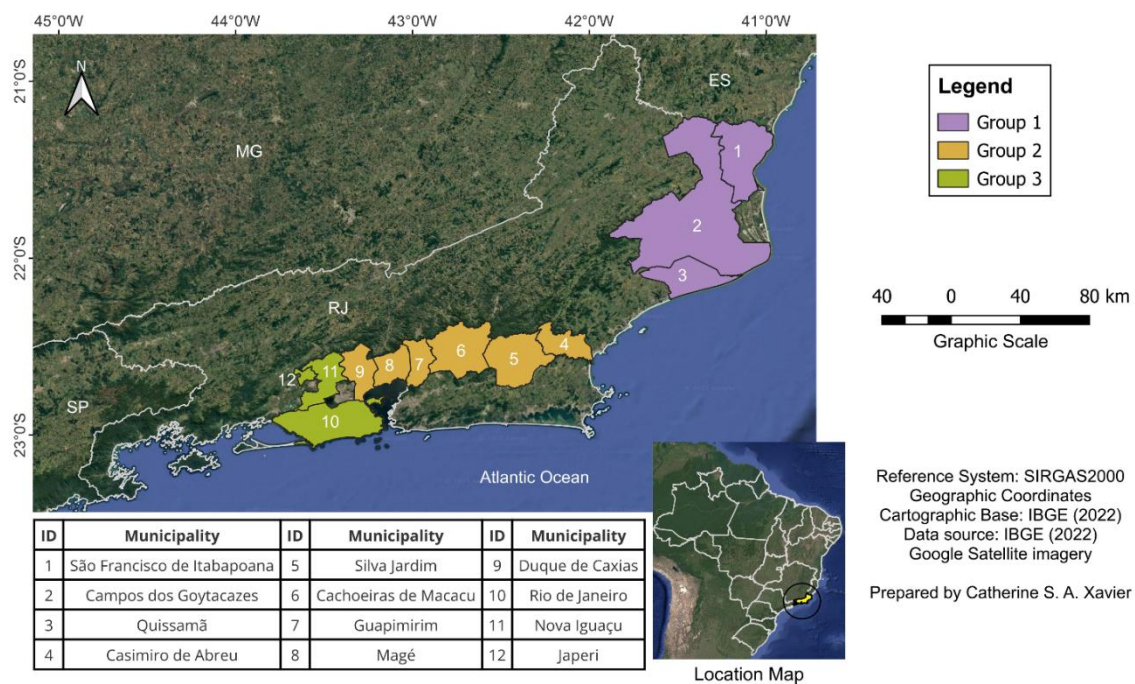 45°0'W 44°0'W 43°0'W 42°0'W 41°0'W
21°0'S
22°0'S
23°0'S
N
ES
MG
RJ
SP
1
2
3
4
5
6
7
8
9
10
11
12
Atlantic Ocean
Legend
Group 1
Group 2
Group 3
40 0 40 80 km
Graphic Scale
Reference System: SIRGAS2000
Geographic Coordinates
Cartographic Base: IBGE (2022)
Data source: IBGE (2022)
Google Satellite imagery
Prepared by Catherine S. A. Xavier
Location Map
ID Municipality ID Municipality ID Municipality
1 São Francisco de Itabapoana 5 Silva Jardim 9 Duque de Caxias
2 Campos dos Goytacazes 6 Cachoeiras de Macacu 10 Rio de Janeiro
3 Quissamã 7 Guapimirim 11 Nova Iguaçu
4 Casimiro de Abreu 8 Magé 12 Japeri